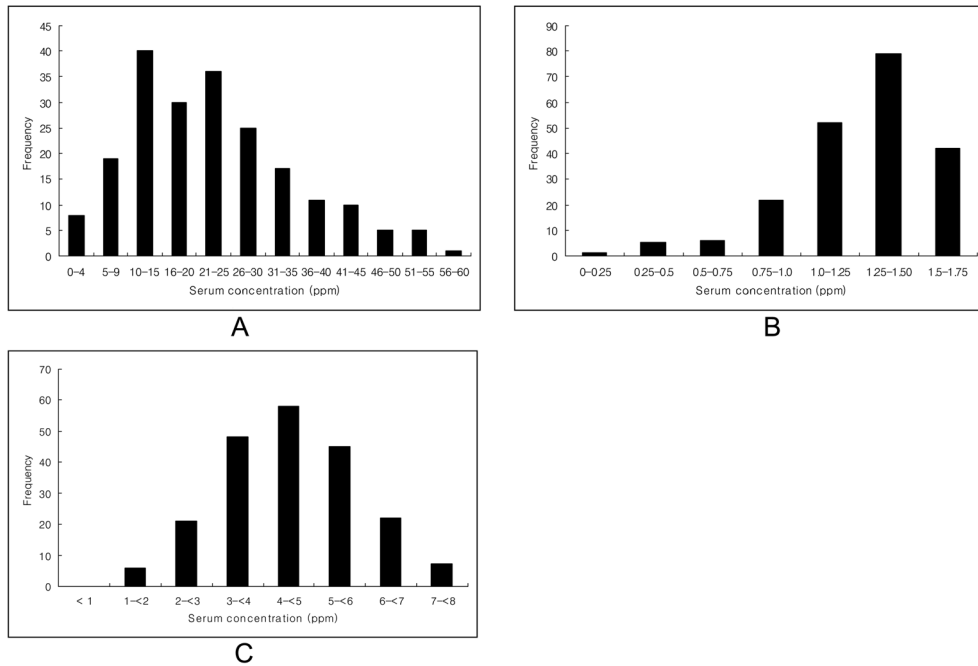 45
40
35
30
25
20
15
10
5
0
Frequency
0-4 5-9 10-15 16-20 21-25 26-30 31-35 36-40 41-45 46-50 51-55 56-60
Serum concentration (ppm)
A
90
80
70
60
50
40
30
20
10
0
Frequency
0-0.25 0.25-0.5 0.5-0.75 0.75-1.0 1.0-1.25 1.25-1.50 1.5-1.75
Serum concentration (ppm)
B
70
60
50
40
30
20
10
0
Frequency
< 1 1-<2 2-<3 3-<4 4-<5 5-<6 6-<7 7-<8
Serum concentration (ppm)
C